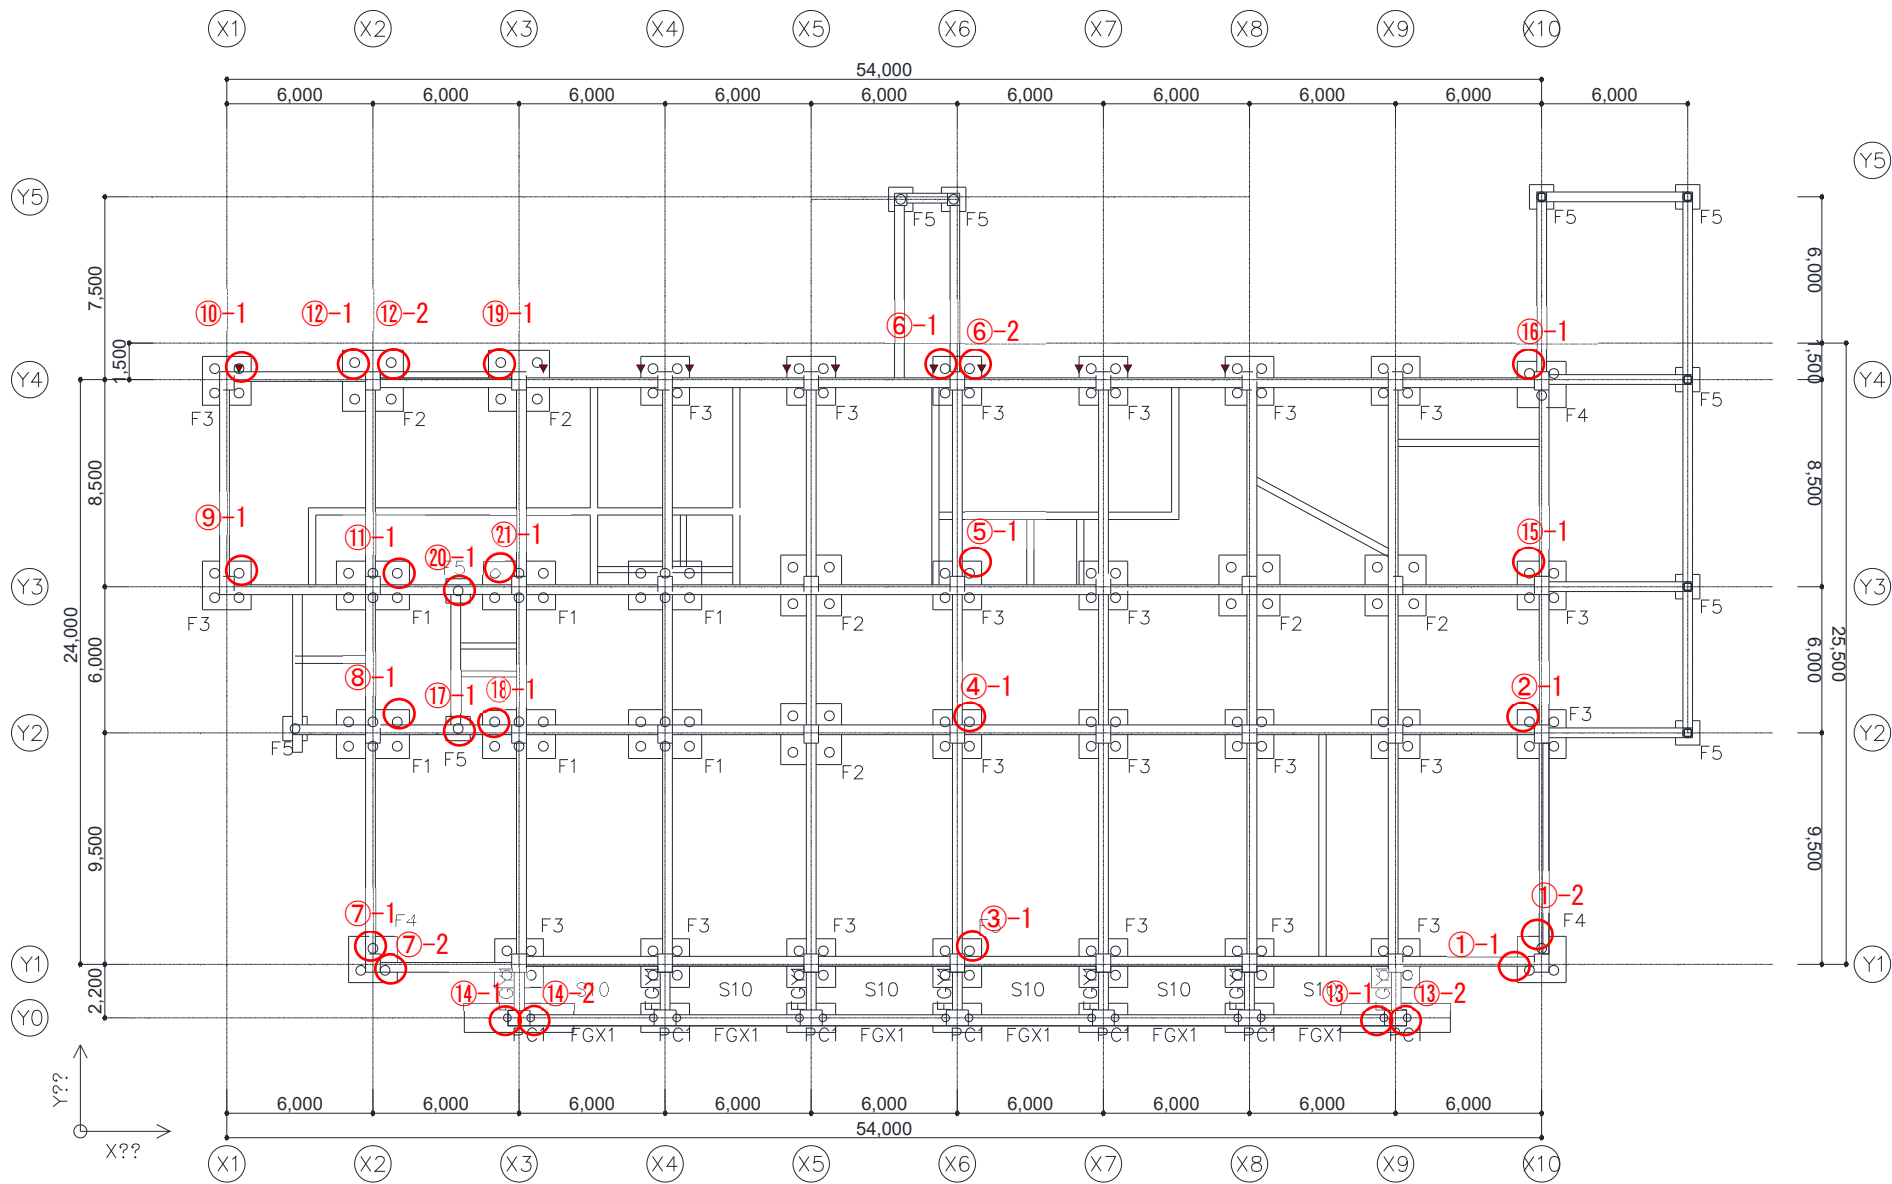 X1 X2 X3 X4 X5 X6 X7 X8 X9 X10
54,000
6,000 6,000 6,000 6,000 6,000 6,000 6,000 6,000 6,000 6,000
Y5
Y5
F5 F5 F5 F5
7,500
6,000
⑩-1 ⑫-1 ⑫-2 ⑲-1 ⑥-1 ⑥-2 ⑯-1
1,500
1,500
Y4
Y4
F3 F2 F2 F3 F3 F3 F3 F3 F3 F4 F5
8,500
8,500
⑨-1 ⑪-1 ⑳-1 ㉑-1 ⑤-1 ⑮-1
F5
Y3
Y3
F3 F1 F1 F1 F2 F3 F3 F2 F2 F3 F5
24,000
6,000
6,000
25,500
⑧-1 ⑰-1 ⑱-1 ④-1 ②-1
F3
Y2
Y2
F5 F1 F5 F1 F1 F2 F3 F3 F3 F3 F5
9,500
9,500
⑦-1 F4 ⑦-2 F3 F3 F3 ③-1 F3 F3 F3 ①-1 ①-2 F4
Y1
Y1
2,200
S10 S10 S10 S10 S10
⑭-1 ⑭-2 ⑬-1 ⑬-2
Y0
PC1 FGX1 PC1 FGX1 PC1 FGX1 PC1 FGX1 PC1 FGX1 PC1 FGX1 PC1
Y??
X??
6,000 6,000 6,000 6,000 6,000 6,000 6,000 6,000 6,000
54,000
X1 X2 X3 X4 X5 X6 X7 X8 X9 X10